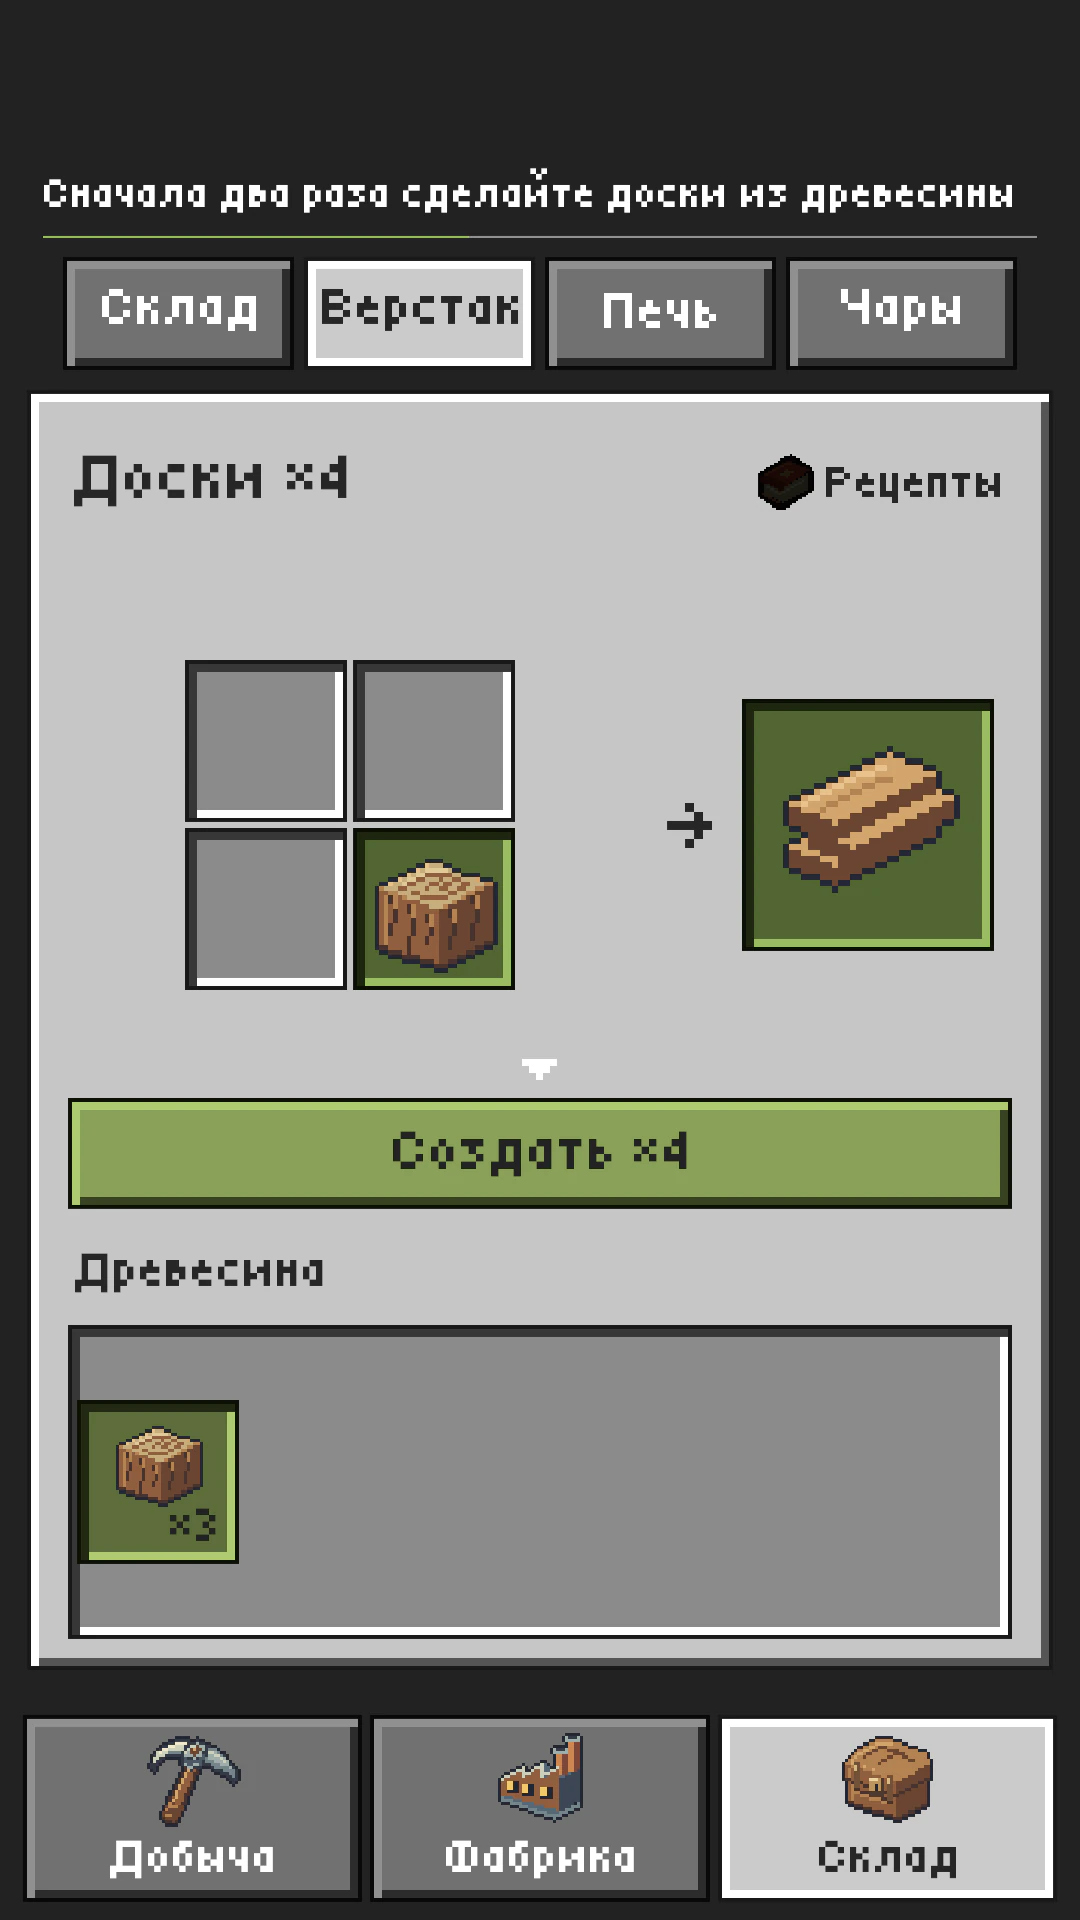 Сначала два раза сделайте доски из древесины
Склад
Верстак
Печь
Чары
Доски ×4
Рецепты
Создать ×4
Древесина
×3
Добыча
Фабрика
Склад